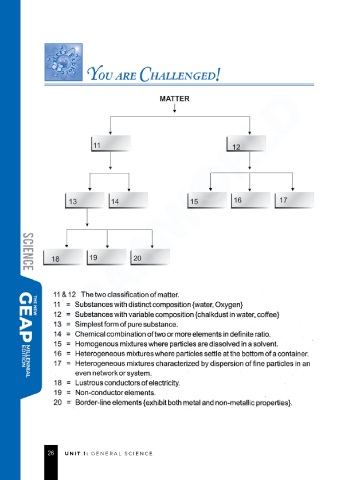 YOU ARE CHALLENGED!
MATTER
11
12
13
14
15
16
17
18
19
20
SCIENCE
THE NEW
GEAP
MILLENNIAL
EDITION
11 & 12 The two classification of matter.
11 = Substances with distinct composition {water, Oxygen}
12 = Substances with variable composition {chalkdust in water, coffee}
13 = Simplest form of pure substance.
14 = Chemical combination of two or more elements in definite ratio.
15 = Homogenous mixtures where particles are dissolved in a solvent.
16 = Heterogeneous mixtures where particles settle at the bottom of a container.
17 = Heterogeneous mixtures characterized by dispersion of fine particles in an
even network or system.
18 = Lustrous conductors of electricity.
19 = Non-conductor elements.
20 = Border-line elements {exhibit both metal and non-metallic properties}.
26
UNIT 1: GENERAL SCIENCE